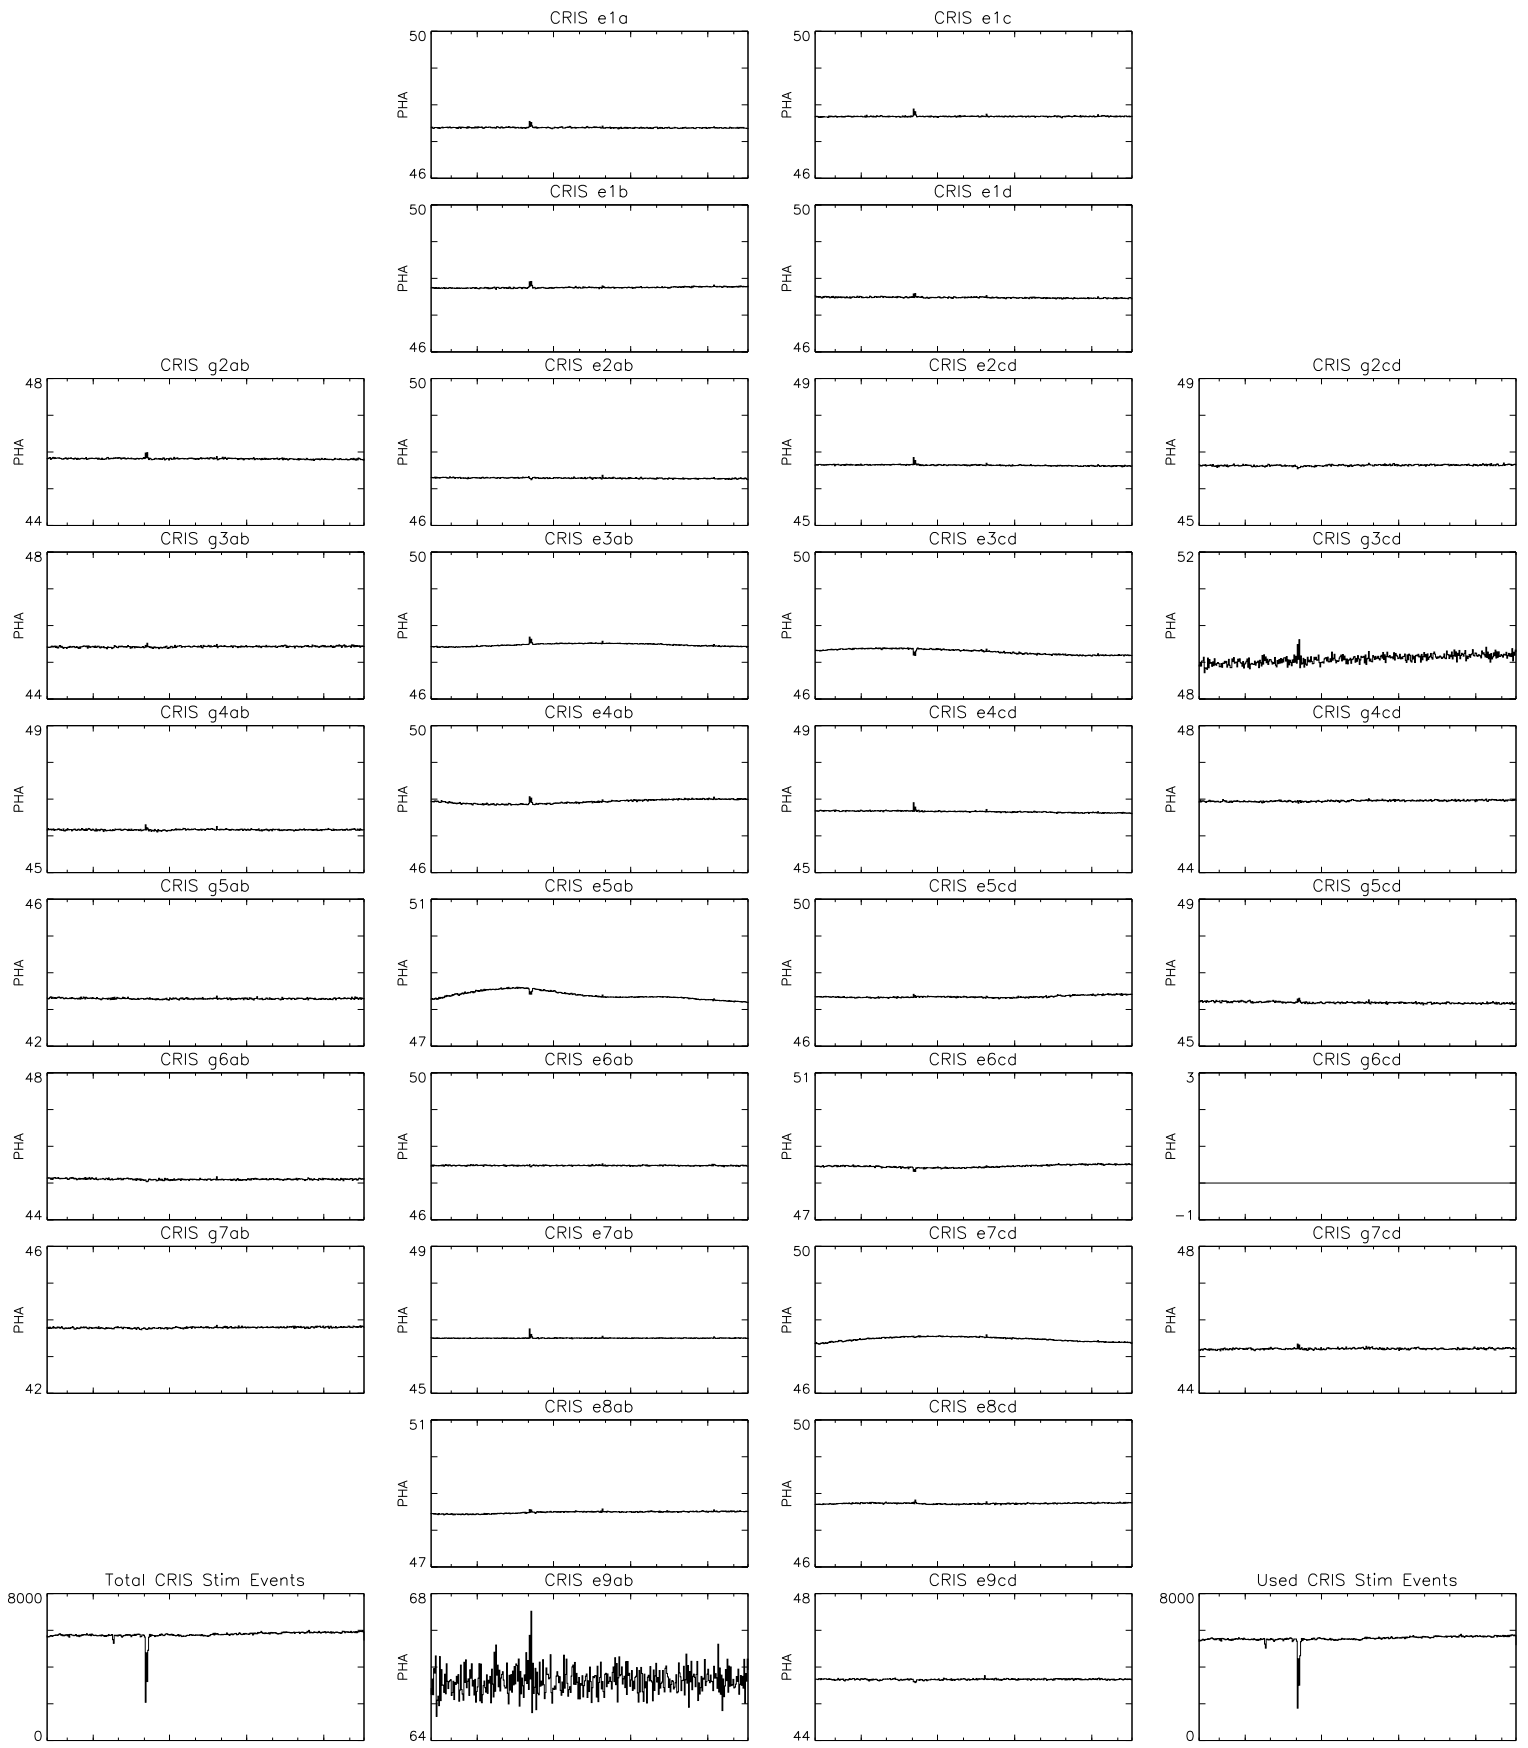 CRIS e1a
50
PHA
46
CRIS e1c
50
PHA
46
CRIS e1b
50
PHA
46
CRIS e1d
50
PHA
46
CRIS g2ab
48
PHA
44
CRIS e2ab
50
PHA
46
CRIS e2cd
49
PHA
45
CRIS g2cd
49
PHA
45
CRIS g3ab
48
PHA
44
CRIS e3ab
50
PHA
46
CRIS e3cd
50
PHA
46
CRIS g3cd
52
PHA
48
CRIS g4ab
49
PHA
45
CRIS e4ab
50
PHA
46
CRIS e4cd
49
PHA
45
CRIS g4cd
48
PHA
44
CRIS g5ab
46
PHA
42
CRIS e5ab
51
PHA
47
CRIS e5cd
50
PHA
46
CRIS g5cd
49
PHA
45
CRIS g6ab
48
PHA
44
CRIS e6ab
50
PHA
46
CRIS e6cd
51
PHA
47
CRIS g6cd
3
PHA
-1
CRIS g7ab
46
PHA
42
CRIS e7ab
49
PHA
45
CRIS e7cd
50
PHA
46
CRIS g7cd
48
PHA
44
CRIS e8ab
51
PHA
47
CRIS e8cd
50
PHA
46
Total CRIS Stim Events
8000
0
CRIS e9ab
68
PHA
64
CRIS e9cd
48
PHA
44
Used CRIS Stim Events
8000
0